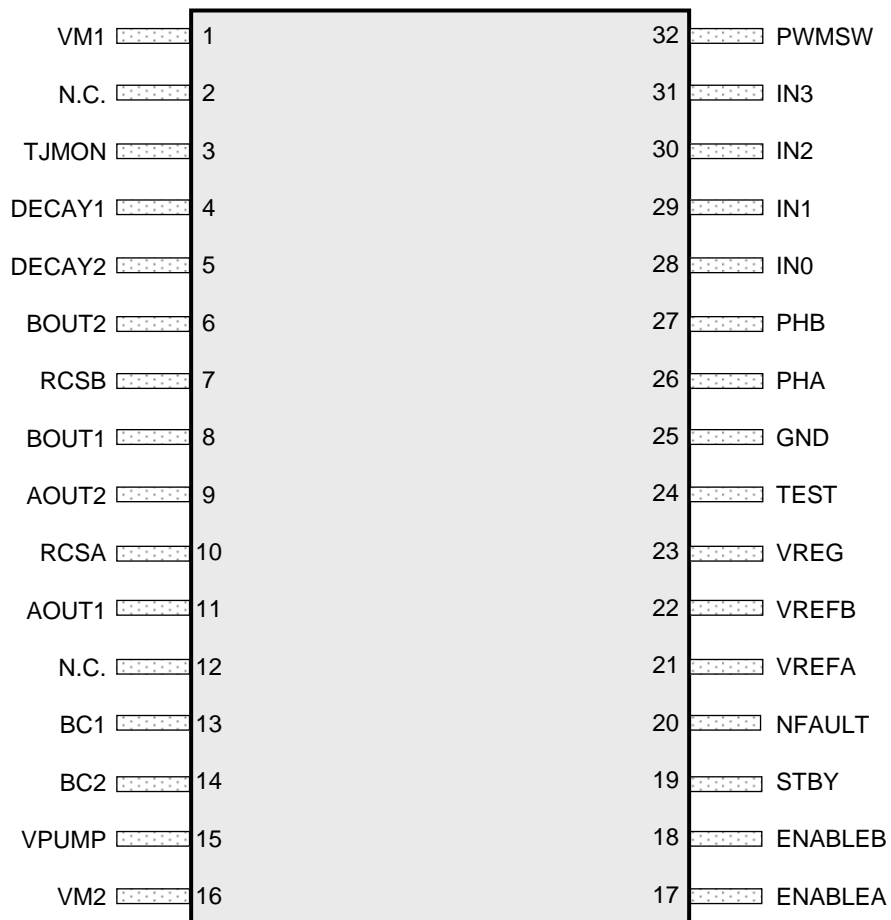 VM1 1 32 PWMSW
N.C. 2 31 IN3
TJMON 3 30 IN2
DECAY1 4 29 IN1
DECAY2 5 28 IN0
BOUT2 6 27 PHB
RCSB 7 26 PHA
BOUT1 8 25 GND
AOUT2 9 24 TEST
RCSA 10 23 VREG
AOUT1 11 22 VREFB
N.C. 12 21 VREFA
BC1 13 20 NFAULT
BC2 14 19 STBY
VPUMP 15 18 ENABLEB
VM2 16 17 ENABLEA